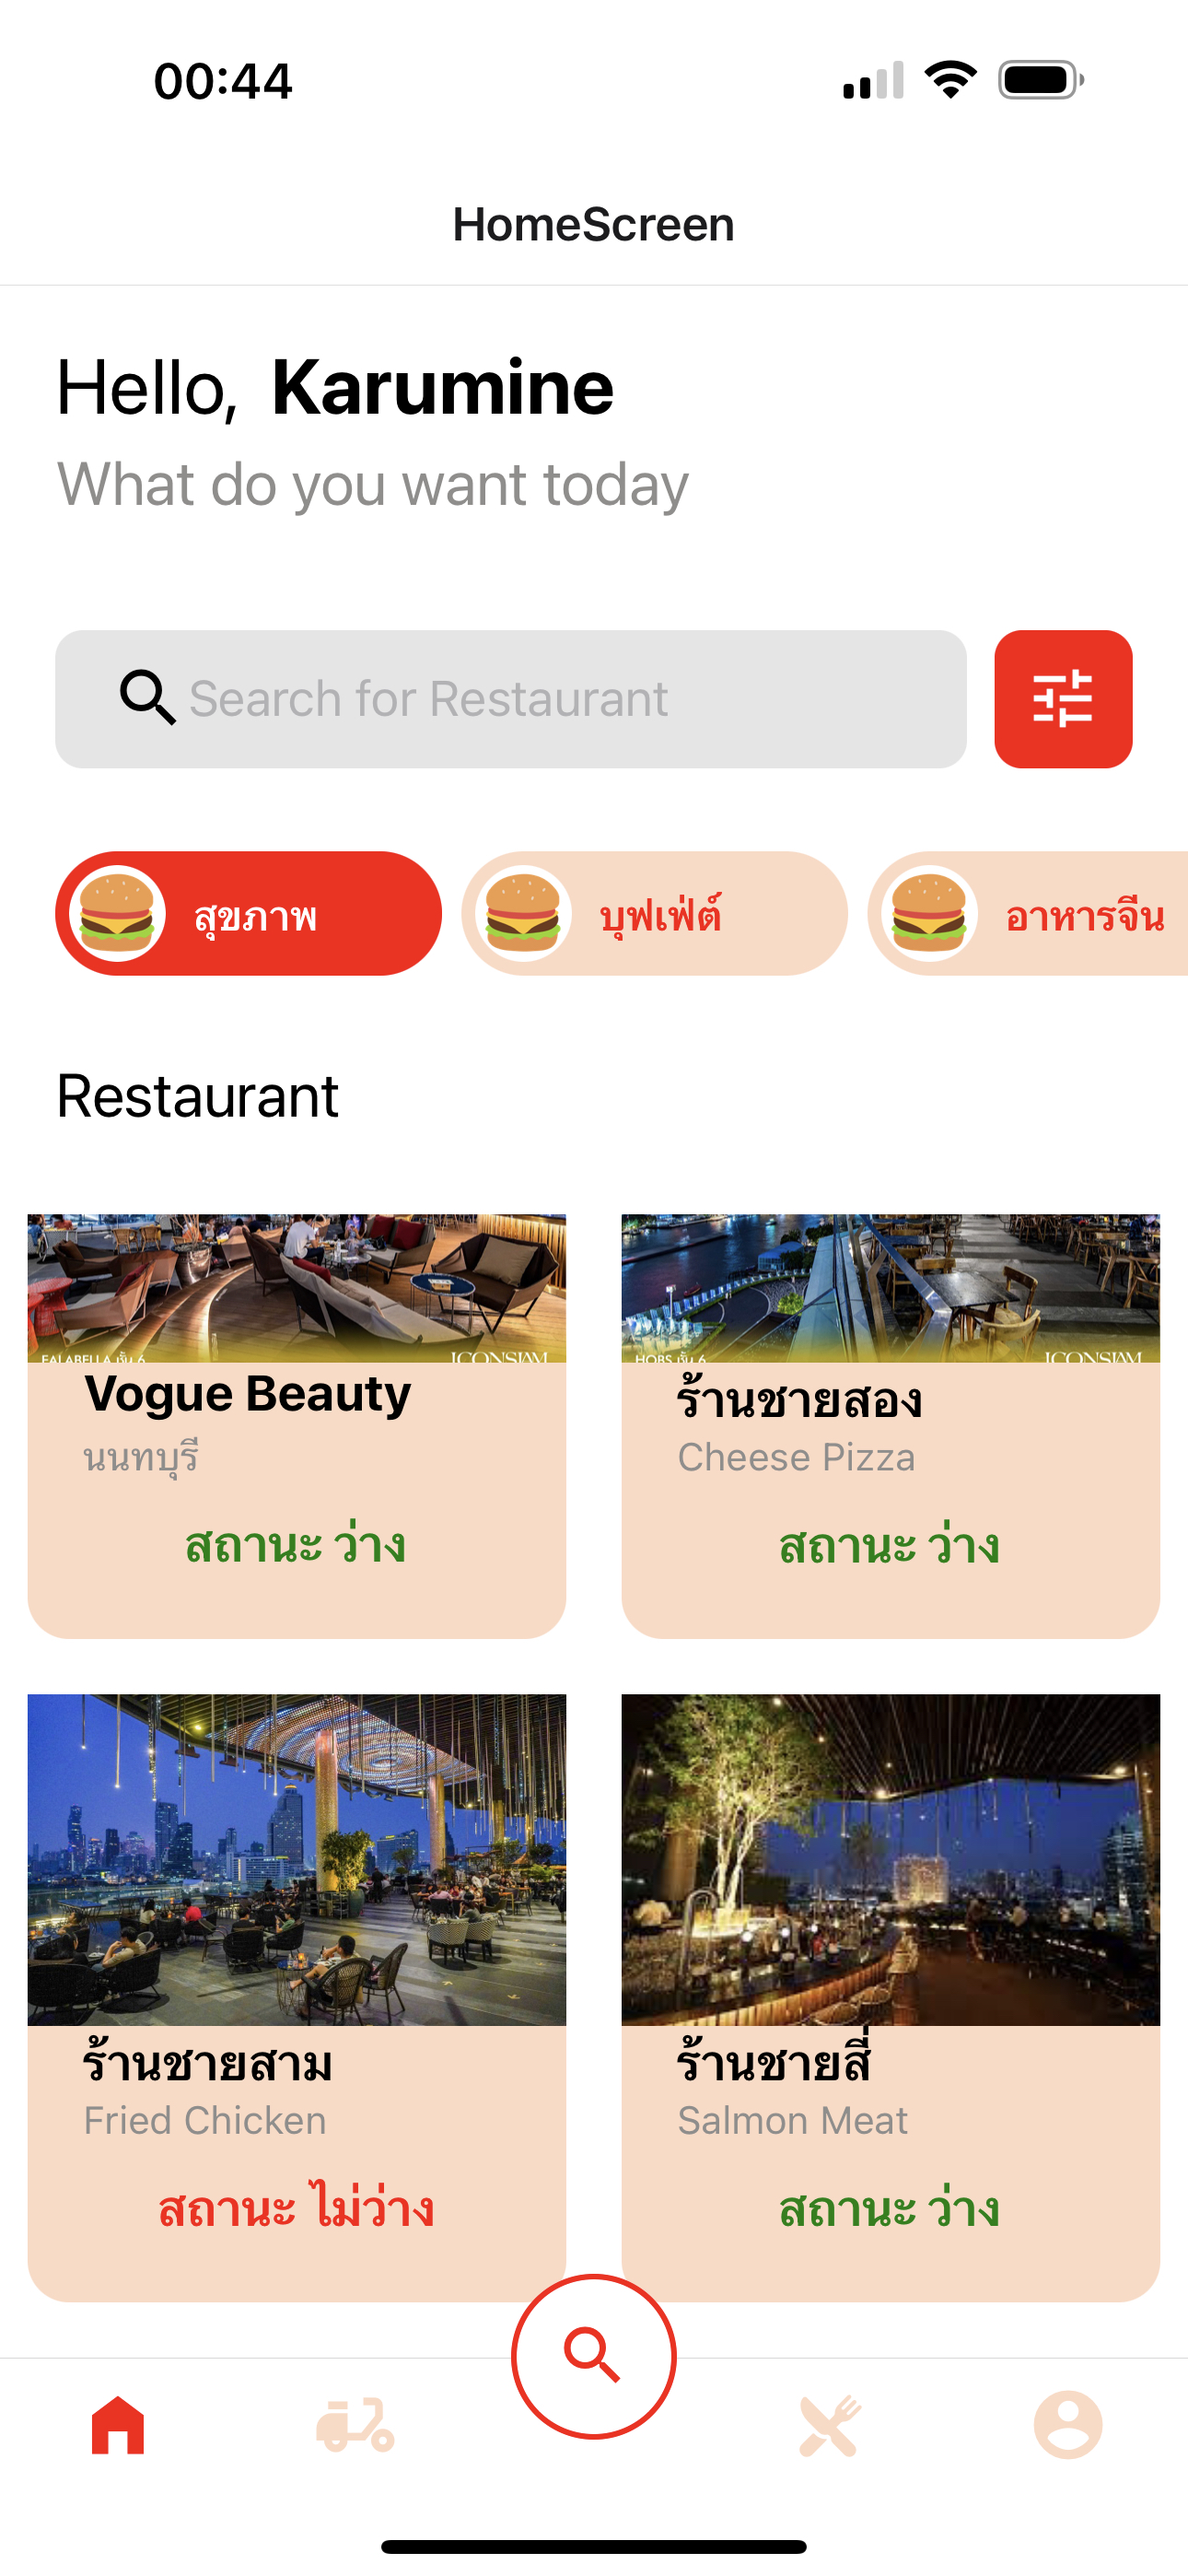 00:44
HomeScreen
Hello, Karumine
What do you want today
Search for Restaurant
สุขภาพ
บุฟเฟ่ต์
อาหารจีน
Restaurant
FALABELLA ชั้น 6
ICONSIAM
HOBS ชั้น 6
ICONSIAM
Vogue Beauty
นนทบุรี
สถานะ ว่าง
ร้านชายสอง
Cheese Pizza
สถานะ ว่าง
ร้านชายสาม
Fried Chicken
สถานะ ไม่ว่าง
ร้านชายสี่
Salmon Meat
สถานะ ว่าง